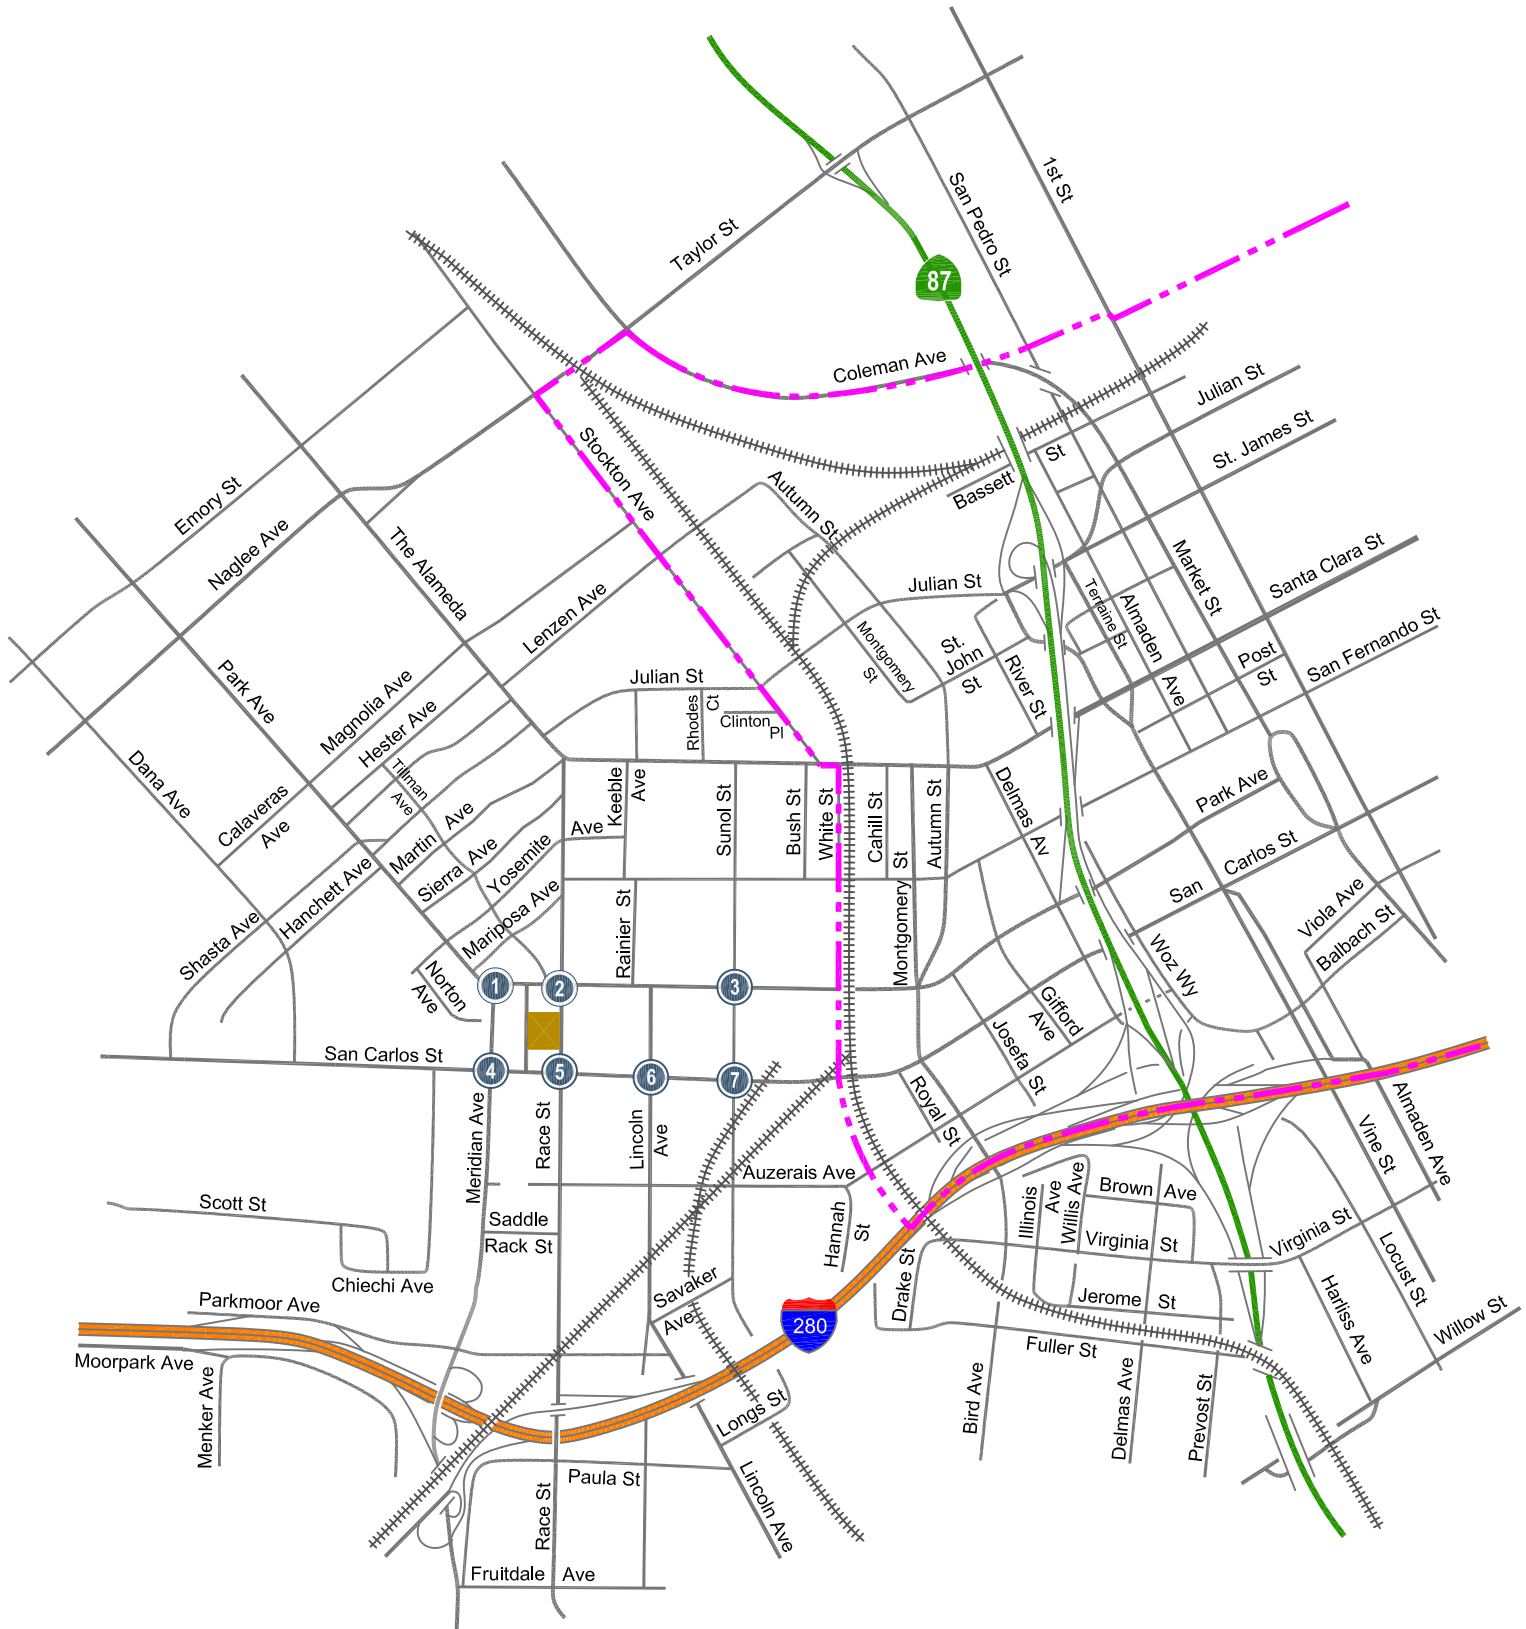 1st St
San Pedro St
Taylor St
87
Coleman Ave
Julian St
St. James St
Stockton Ave
Autumn St
St
Bassett
Emory St
Naglee Ave
The Alameda
Lenzen Ave
Julian St
Market St
Santa Clara St
Terraine St
Almaden
Ave
San Fernando St
Post
St
Montgomery
St
St.
John
St
River St
Park Ave
Magnolia Ave
Hester Ave
Julian St
Rhodes
Ct
Clinton
Pl
Dana Ave
Tillman
Ave
Calaveras
Ave
Keeble
Ave
Sunol St
Bush St
White St
Cahill St
Autumn St
Delmas
Av
Park Ave
Martin
Ave
Sierra
Ave
Yosemite
Ave
Hanchett Ave
Mariposa Ave
Shasta Ave
Rainier
St
Montgomery
St
San
Carlos St
Viola Ave
Balbach St
Norton
Ave
Woz Wy
Gifford
Ave
Josefa
St
1
2
3
San Carlos St
4
5
6
7
Meridian Ave
Race St
Lincoln
Ave
Royal
St
Almaden Ave
Vine St
Auzerais Ave
Scott St
Saddle
Rack St
Chiechi Ave
Hannah
St
Illinois
Ave
Willis Ave
Brown
Ave
Virginia
St
Virginia St
Locust St
Drake St
Savaker
Ave
Parkmoor Ave
280
Jerome
St
Harliss Ave
Willow St
Moorpark Ave
Fuller St
Menker Ave
Longs St
Bird Ave
Delmas Ave
Prevost St
Paula St
Race St
Lincoln Ave
Fruitdale
Ave